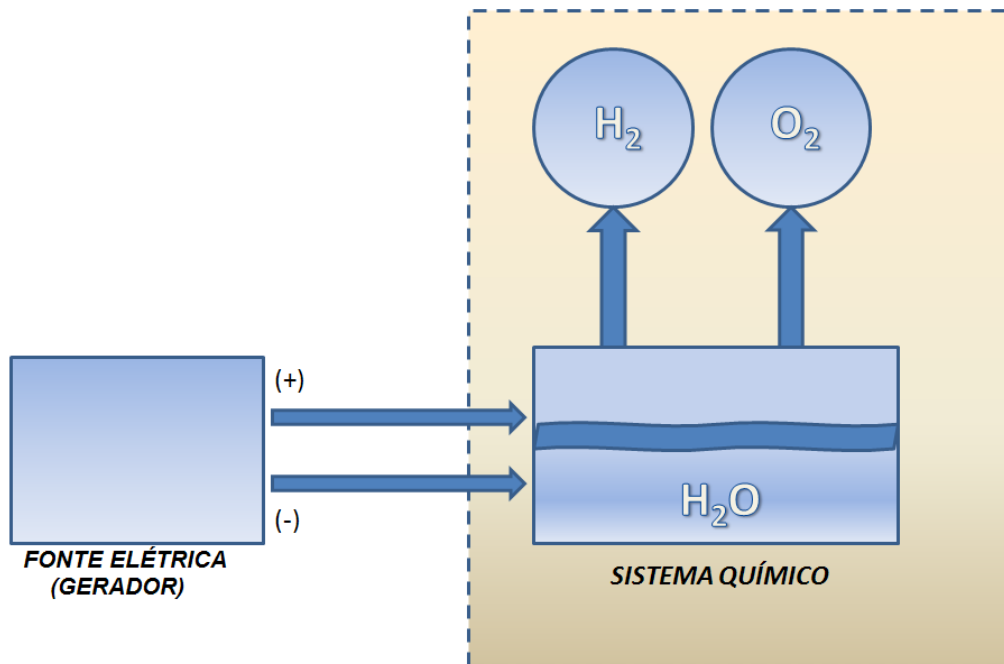 H₂
O₂
(+)
(-)
H₂O
FONTE ELÉTRICA
(GERADOR)
SISTEMA QUÍMICO